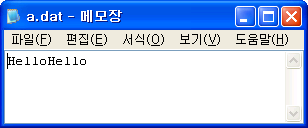 a.dat - 메모장
파일(F) 편집(E) 서식(O) 보기(V) 도움말(H)
HelloHello